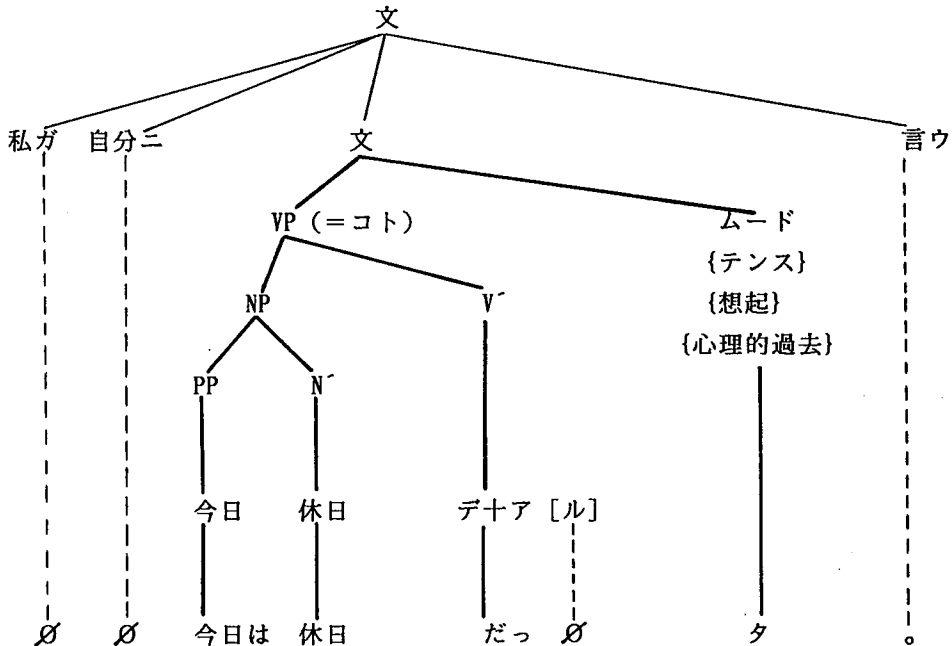 文
私ガ 自分ニ 文 言ウ
VP (=コト) ムード
{テンス}
NP V´ {想起}
{心理的過去}
PP N´
今日 休日 デ+ア [ル]
Ø Ø 今日は 休日 だっ Ø タ 。